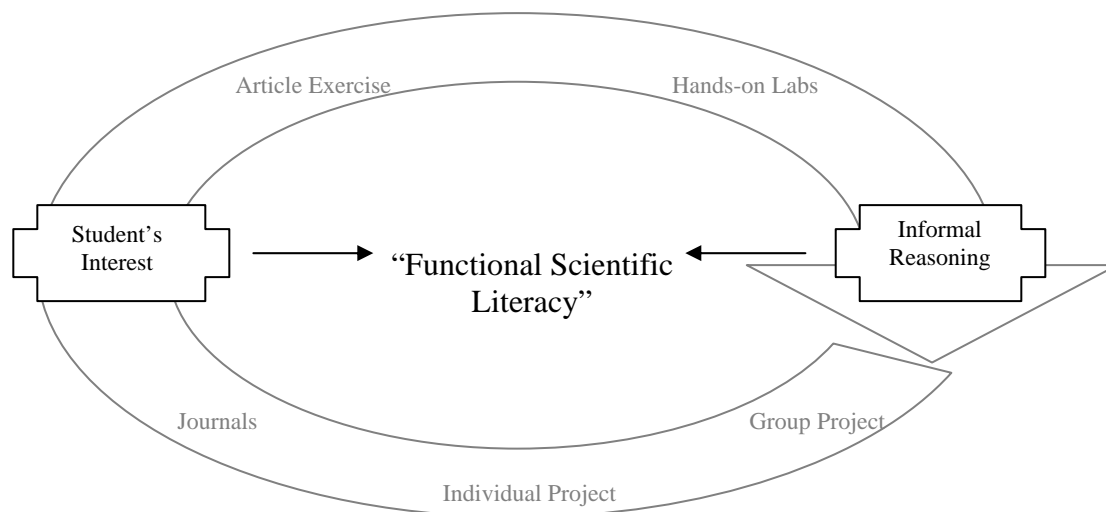 Article Exercise
Hands-on Labs
Student’s
Interest
“Functional Scientific
Literacy”
Informal
Reasoning
Journals
Group Project
Individual Project